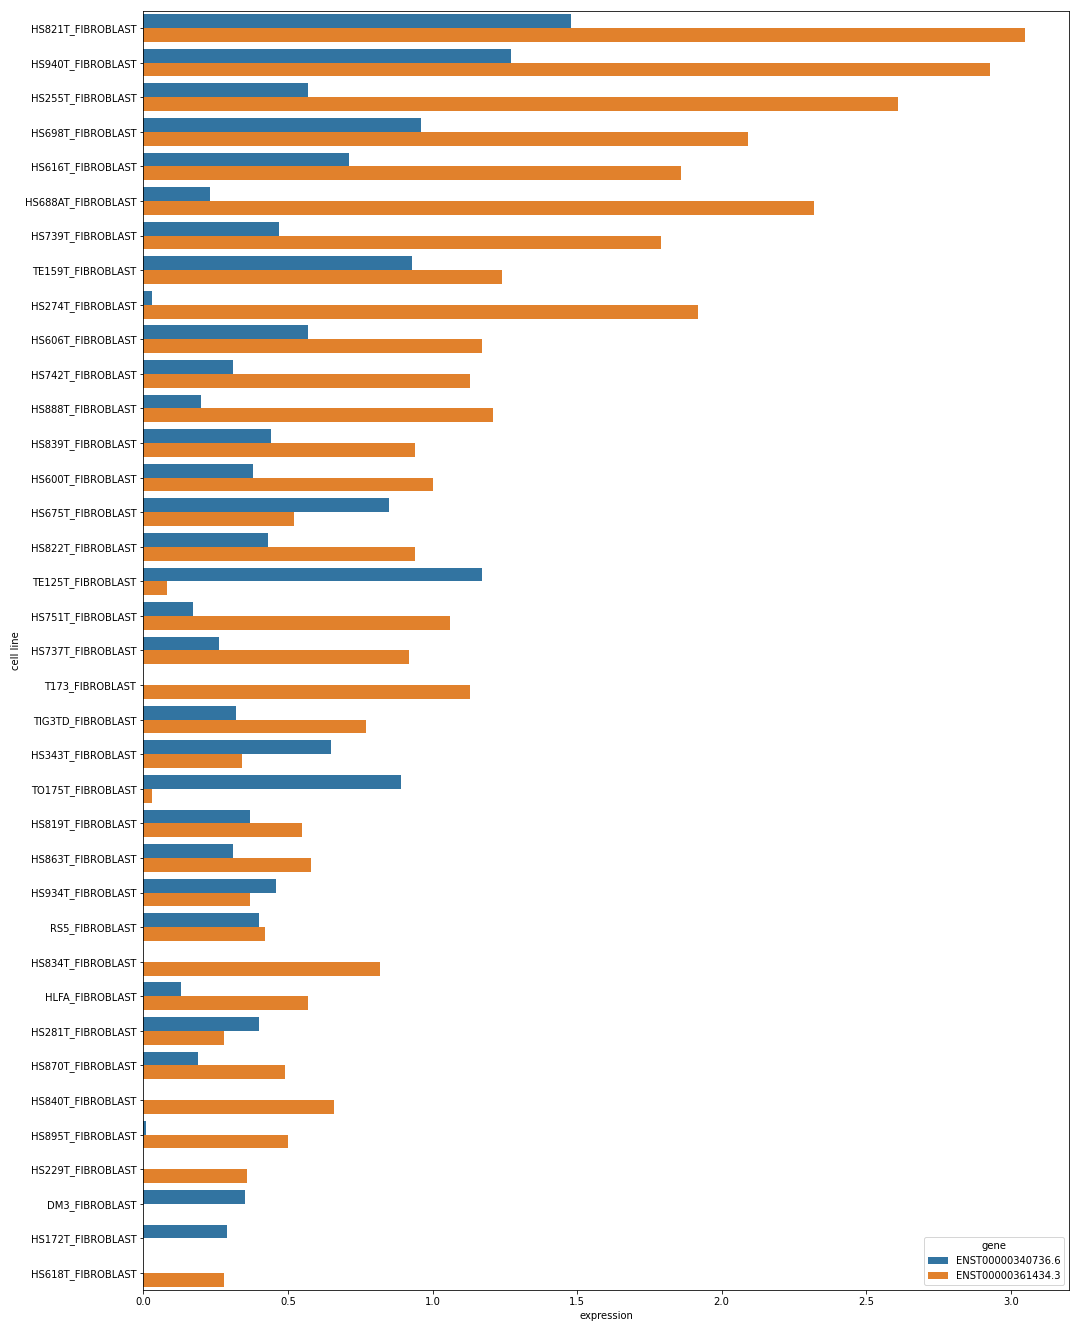 HS821T_FIBROBLAST
HS940T_FIBROBLAST
HS255T_FIBROBLAST
HS698T_FIBROBLAST
HS616T_FIBROBLAST
HS688AT_FIBROBLAST
HS739T_FIBROBLAST
TE159T_FIBROBLAST
HS274T_FIBROBLAST
HS606T_FIBROBLAST
HS742T_FIBROBLAST
HS888T_FIBROBLAST
HS839T_FIBROBLAST
HS600T_FIBROBLAST
HS675T_FIBROBLAST
HS822T_FIBROBLAST
TE125T_FIBROBLAST
HS751T_FIBROBLAST
cell line
HS737T_FIBROBLAST
T173_FIBROBLAST
TIG3TD_FIBROBLAST
HS343T_FIBROBLAST
TO175T_FIBROBLAST
HS819T_FIBROBLAST
HS863T_FIBROBLAST
HS934T_FIBROBLAST
RS5_FIBROBLAST
HS834T_FIBROBLAST
HLFA_FIBROBLAST
HS281T_FIBROBLAST
HS870T_FIBROBLAST
HS840T_FIBROBLAST
HS895T_FIBROBLAST
HS229T_FIBROBLAST
DM3_FIBROBLAST
HS172T_FIBROBLAST
HS618T_FIBROBLAST
gene
ENST00000340736.6
ENST00000361434.3
0.0 0.5 1.0 1.5 2.0 2.5 3.0
expression